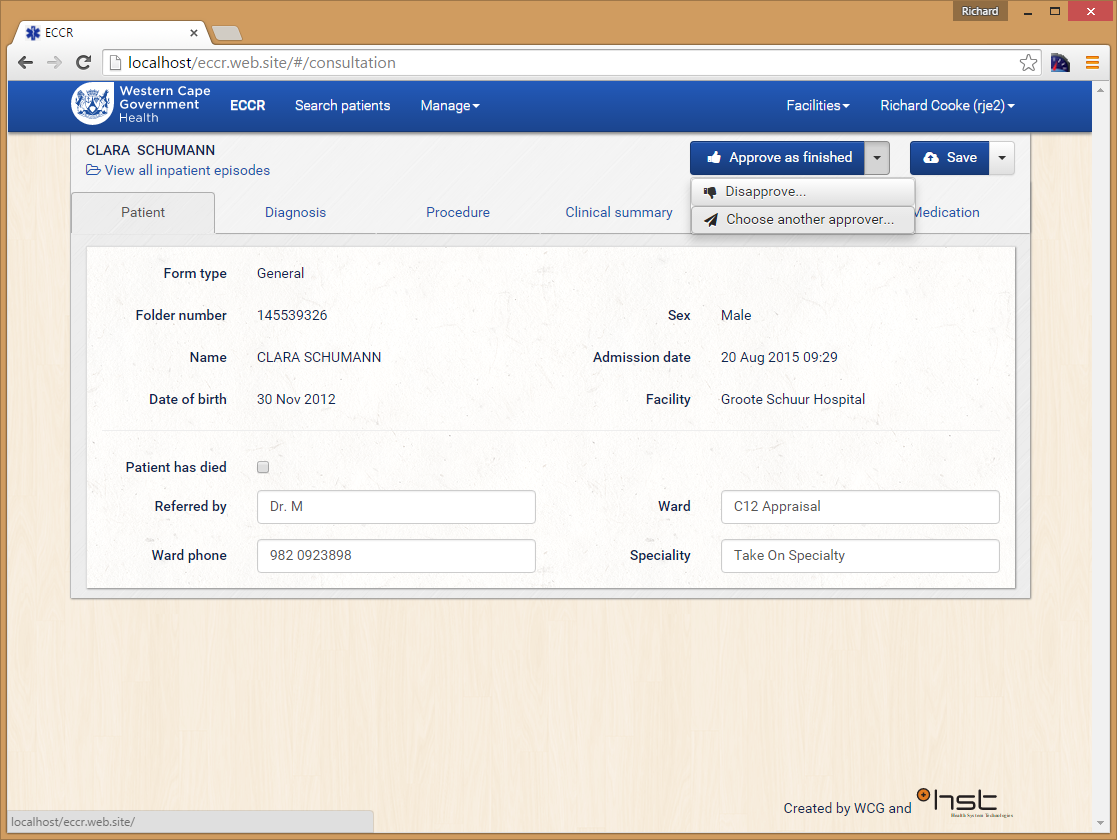 Richard
ECCR
localhost/eccr.web.site/#/consultation
Western Cape
Government
Health
ECCR Search patients Manage Facilities Richard Cooke (rje2)
CLARA SCHUMANN
View all inpatient episodes
Approve as finished Save
Disapprove...
Choose another approver...
Patient Diagnosis Procedure Clinical summary Medication
Form type General
Folder number 145539326 Sex Male
Name CLARA SCHUMANN Admission date 20 Aug 2015 09:29
Date of birth 30 Nov 2012 Facility Groote Schuur Hospital
Patient has died
Referred by Dr. M Ward C12 Appraisal
Ward phone 982 0923898 Speciality Take On Specialty
Created by WCG and hst
Health System Technologies
localhost/eccr.web.site/